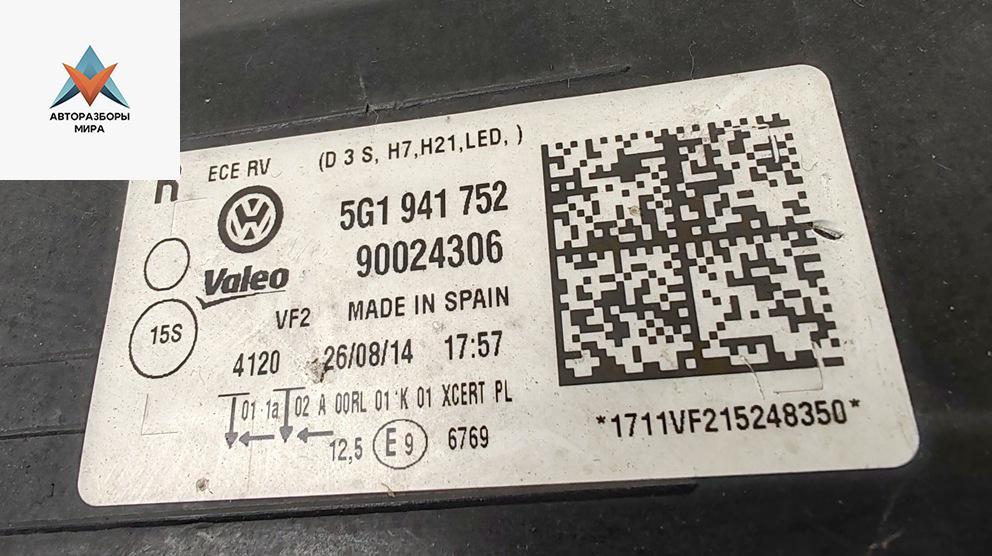 АВТОРАЗБОРЫ
МИРА
ECE RV (D 3 S, H7,H21,LED, )
5G1 941 752
90024306
Valeo
15S
VF2 MADE IN SPAIN
4120 26/08/14 17:57
01 1a 02 A 00RL 01 K 01 XCERT PL
12,5 E9 6769
*1711VF215248350*